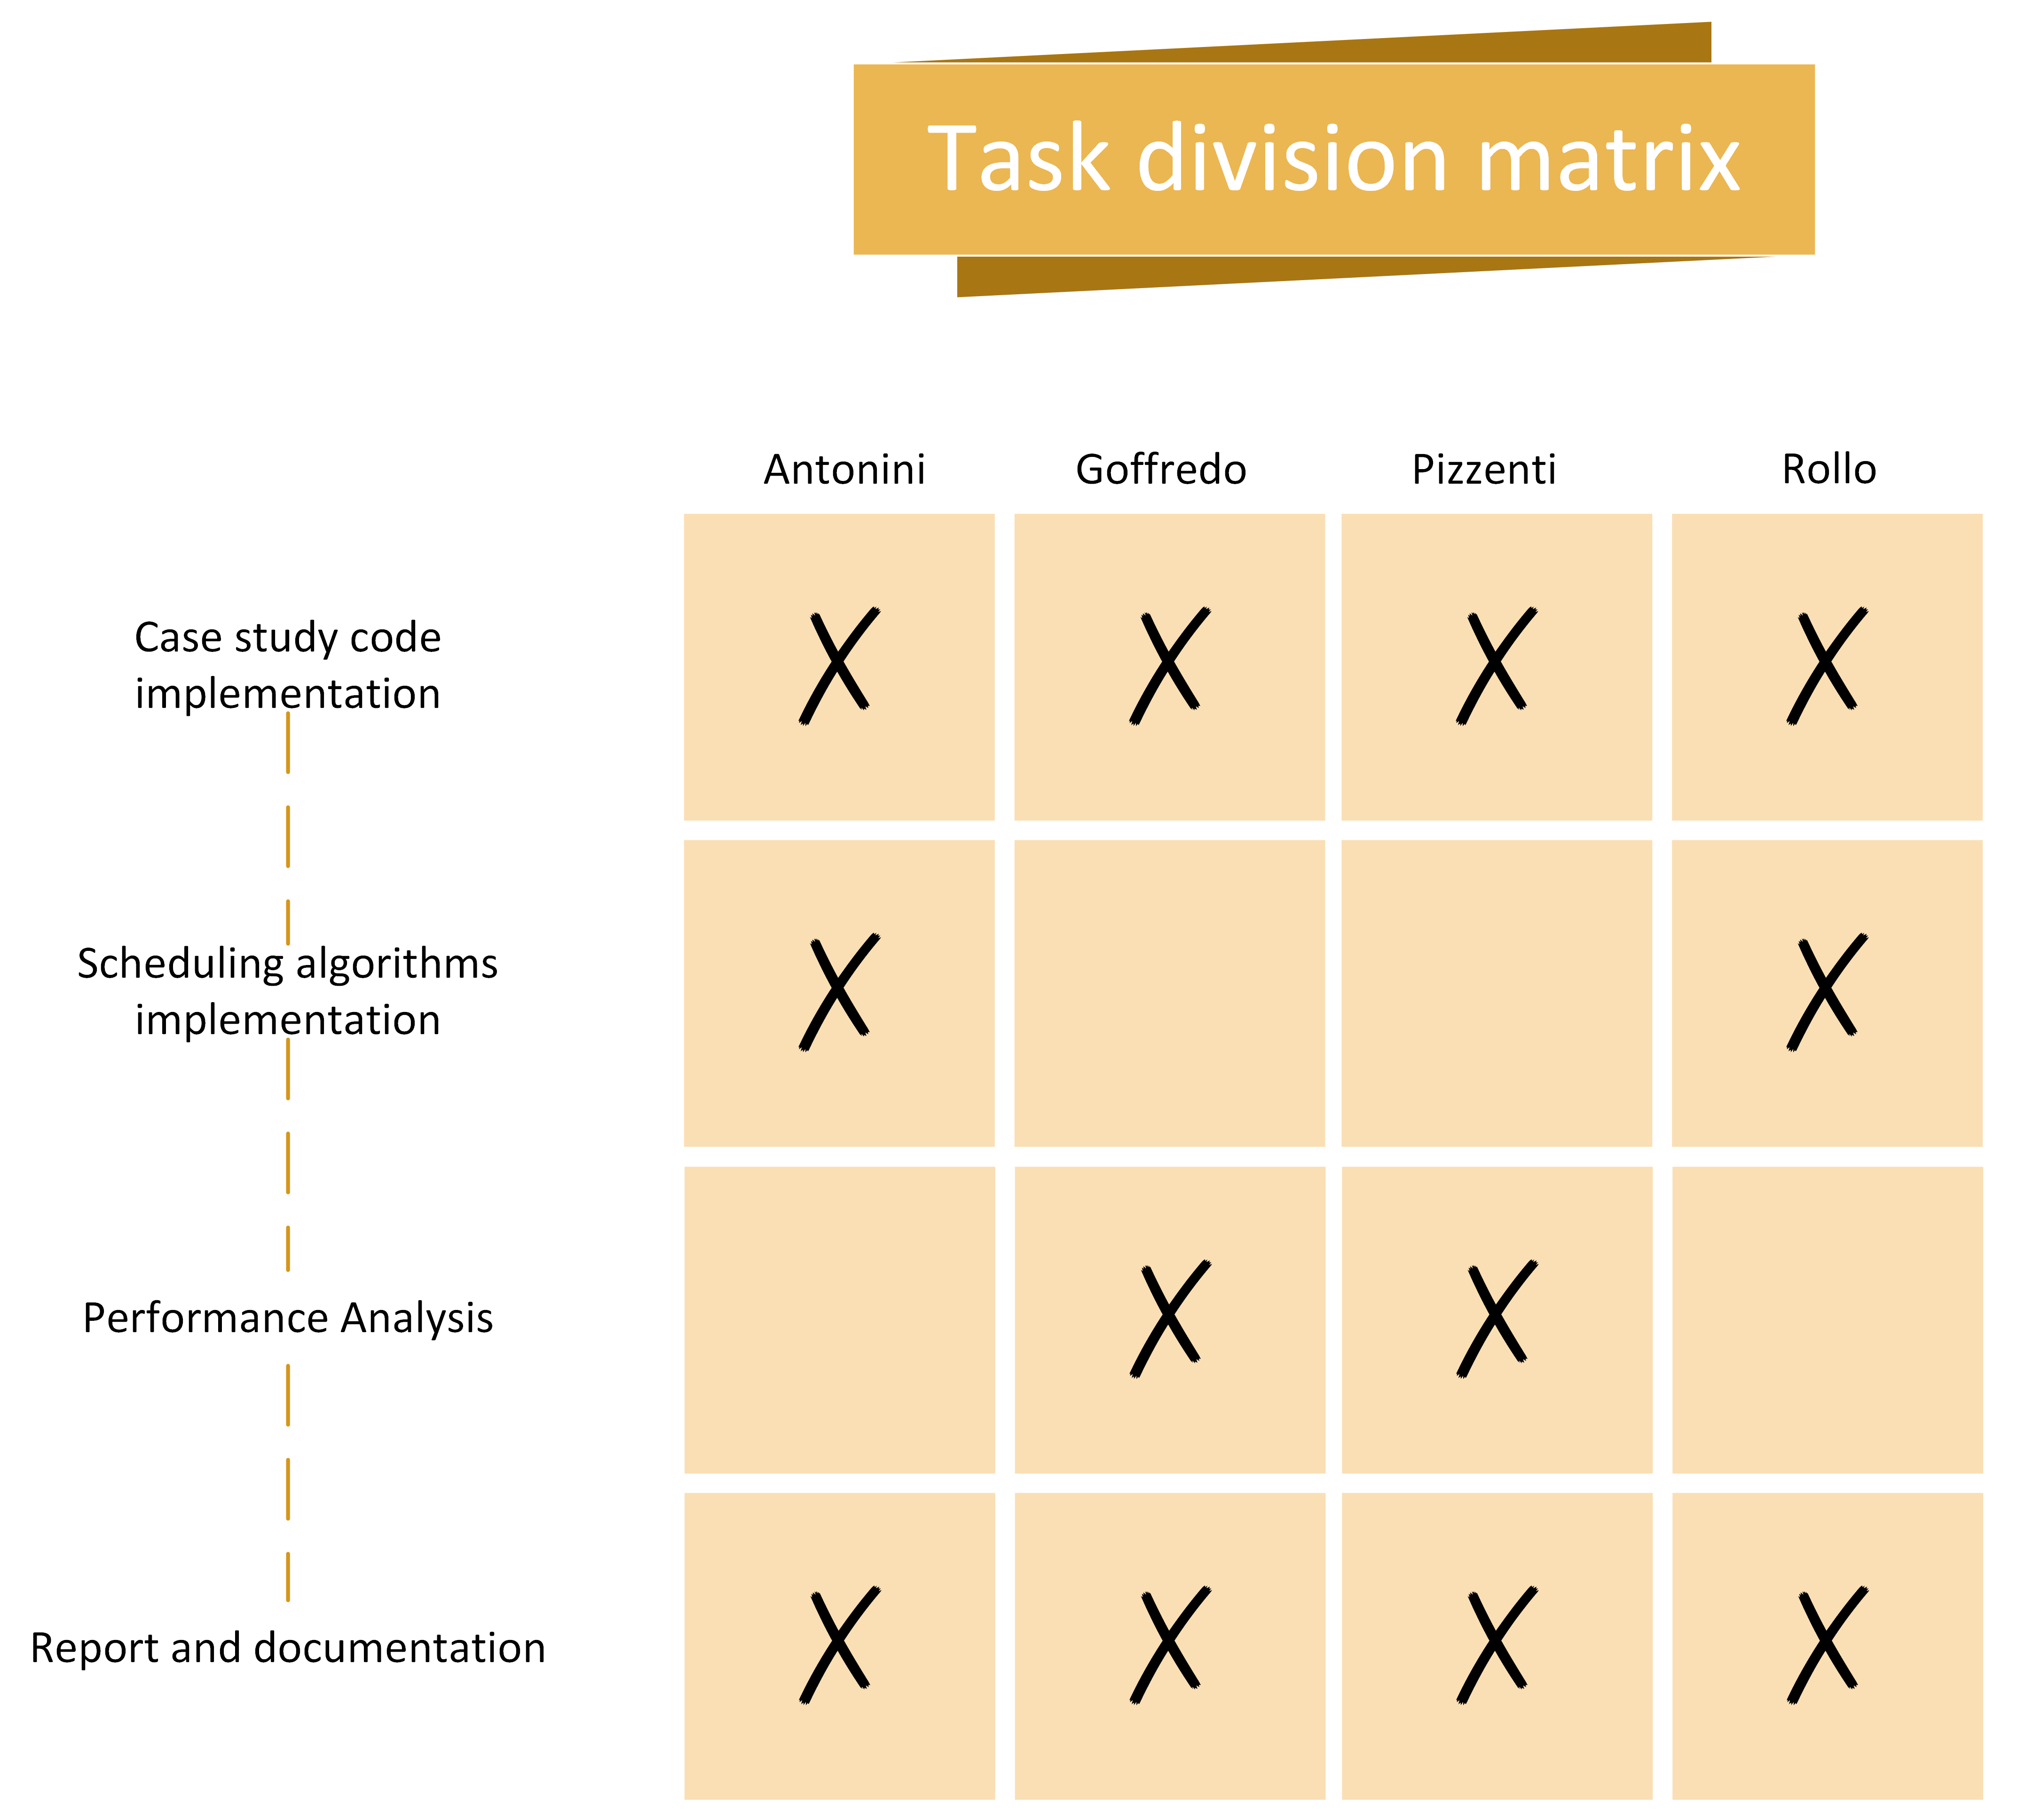 Task division matrix
Antonini Goffredo Pizzenti Rollo
Case study code
implementation
X X X X
Scheduling algorithms
implementation
X X
Performance Analysis
X X
Report and documentation
X X X X